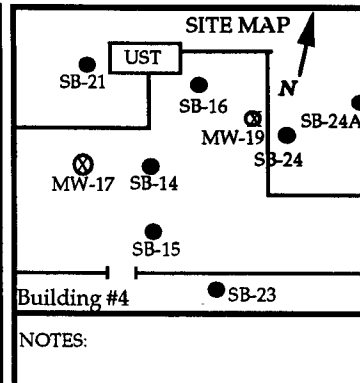 SITE MAP
UST
N
SB-21
SB-16
SB-24A
MW-19
SB-24
MW-17
SB-14
SB-15
Building #4
SB-23
NOTES: